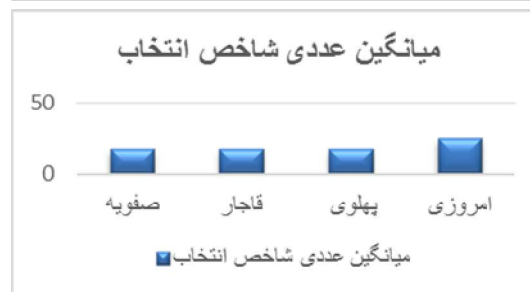 میانگین عددی شاخص انتخاب
50
0
صفویه قاجار پهلوی امروزی
میانگین عددی شاخص انتخاب